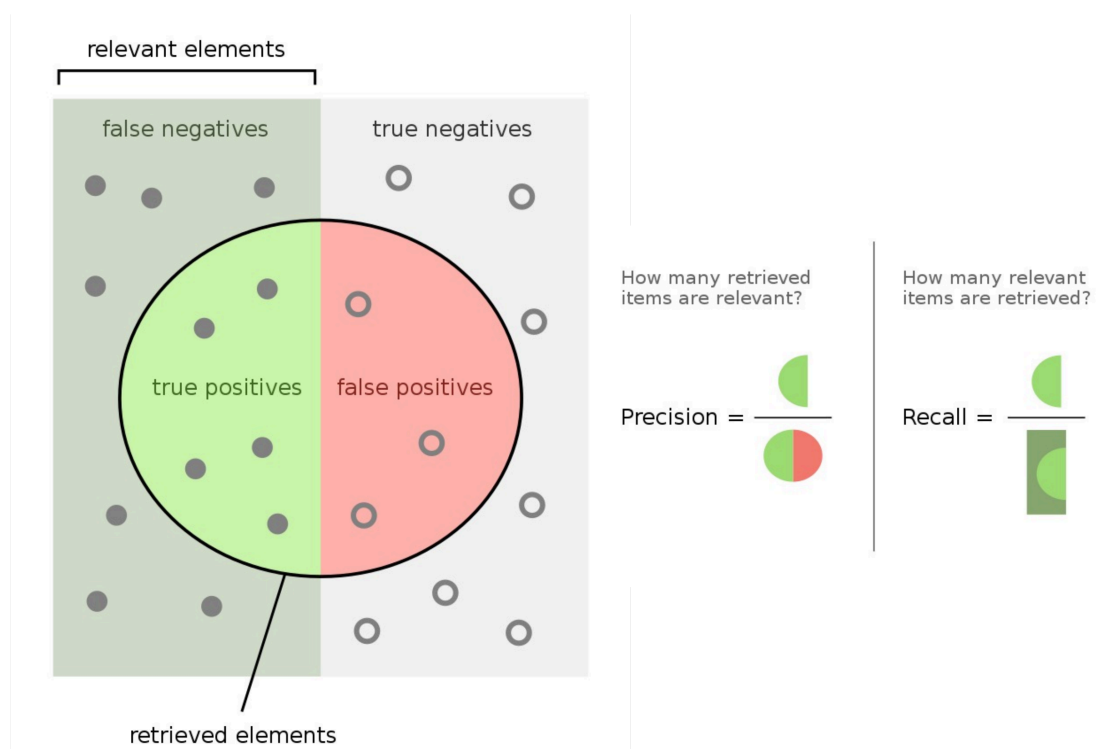 relevant elements
false negatives
true negatives
true positives
false positives
retrieved elements
How many retrieved
items are relevant?
Precision =
How many relevant
items are retrieved?
Recall =